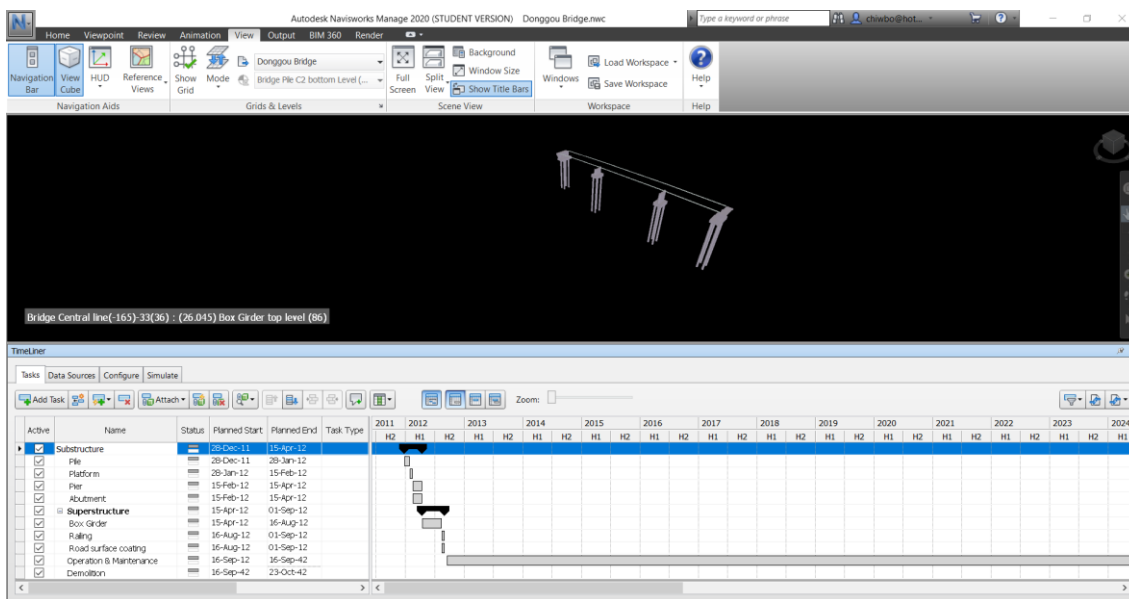 Autodesk Navisworks Manage 2020 (STUDENT VERSION) Donggou Bridge.nwc
Type a keyword or phrase
chiwbo@hot...
Home Viewpoint Review Animation View Output BIM 360 Render
Navigation Bar
View Cube
HUD
Reference Views
Show Grid
Mode
Donggou Bridge
Bridge Pile C2 bottom Level (...
Full Screen
Split View
Background
Window Size
Show Title Bars
Windows
Load Workspace
Save Workspace
Help
Navigation Aids
Grids & Levels
Scene View
Workspace
Help
Bridge Central line(-165)-33(36) : (26.045) Box Girder top level (86)
TimeLiner
Tasks Data Sources Configure Simulate
Add Task
Attach
Zoom:
Active Name Status Planned Start Planned End Task Type
2011 2012 2013 2014 2015 2016 2017 2018 2019 2020 2021 2022 2023 2024
H2 H1 H2 H1 H2 H1 H2 H1 H2 H1 H2 H1 H2 H1 H2 H1 H2 H1 H2 H1 H2 H1 H2 H1 H2 H1
Substructure 28-Dec-11 15-Apr-12
Pile 28-Dec-11 28-Jan-12
Platform 28-Jan-12 15-Feb-12
Pier 15-Feb-12 15-Apr-12
Abutment 15-Feb-12 15-Apr-12
Superstructure 15-Apr-12 01-Sep-12
Box Girder 15-Apr-12 16-Aug-12
Railing 16-Aug-12 01-Sep-12
Road surface coating 16-Aug-12 01-Sep-12
Operation & Maintenance 16-Sep-12 16-Sep-42
Demolition 16-Sep-42 23-Oct-42